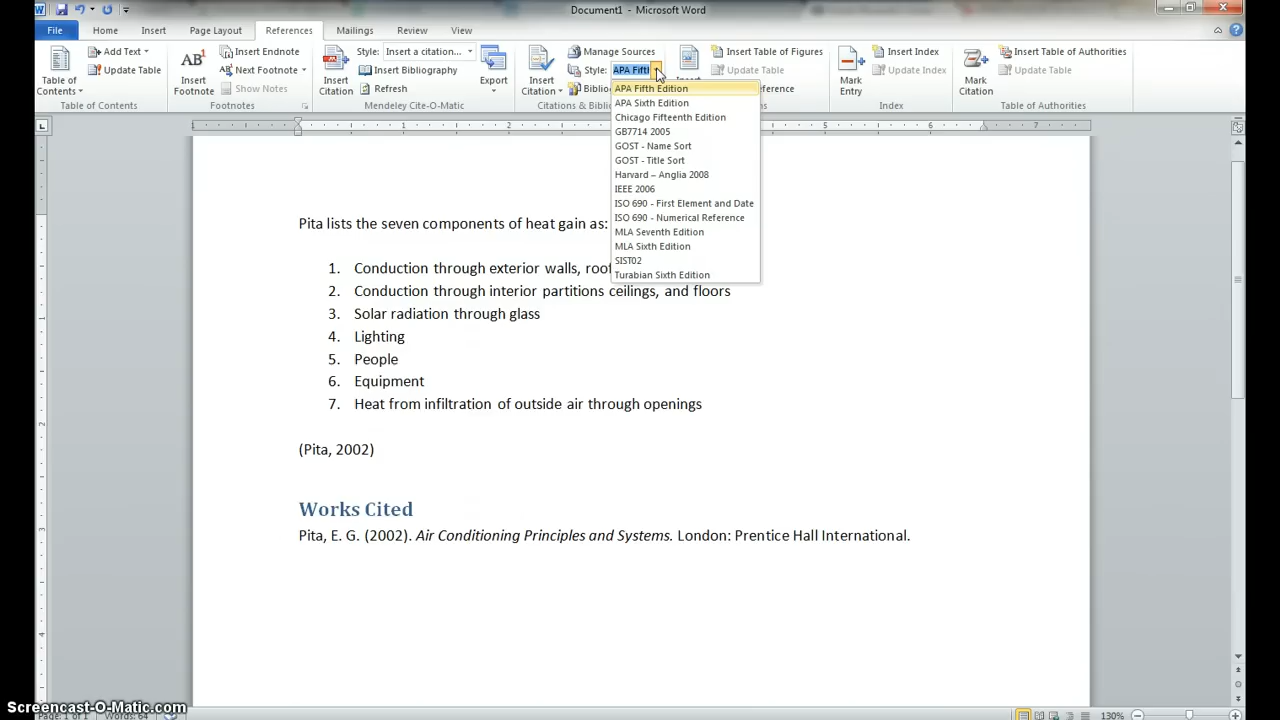 Document1 - Microsoft Word
File Home Insert Page Layout References Mailings Review View
Table of Contents
Add Text
Update Table
Table of Contents
AB¹
Insert Footnote
Insert Endnote
Next Footnote
Show Notes
Footnotes
Insert Citation
Style: Insert a citation...
Insert Bibliography
Refresh
Export
Mendeley Cite-O-Matic
Insert Citation
Manage Sources
Style: APA Fifth
Citations &
Insert Table of Figures
Update Table
Mark Entry
Insert Index
Update Index
Index
Mark Citation
Insert Table of Authorities
Update Table
Table of Authorities
APA Fifth Edition
APA Sixth Edition
Chicago Fifteenth Edition
GB7714 2005
GOST - Name Sort
GOST - Title Sort
Harvard – Anglia 2008
IEEE 2006
ISO 690 - First Element and Date
ISO 690 - Numerical Reference
MLA Seventh Edition
MLA Sixth Edition
SIST02
Turabian Sixth Edition
Pita lists the seven components of heat gain as:
1. Conduction through exterior walls,
2. Conduction through interior partitions ceilings, and floors
3. Solar radiation through glass
4. Lighting
5. People
6. Equipment
7. Heat from infiltration of outside air through openings
(Pita, 2002)
Works Cited
Pita, E. G. (2002). Air Conditioning Principles and Systems. London: Prentice Hall International.
Screencast-O-Matic.com
130%